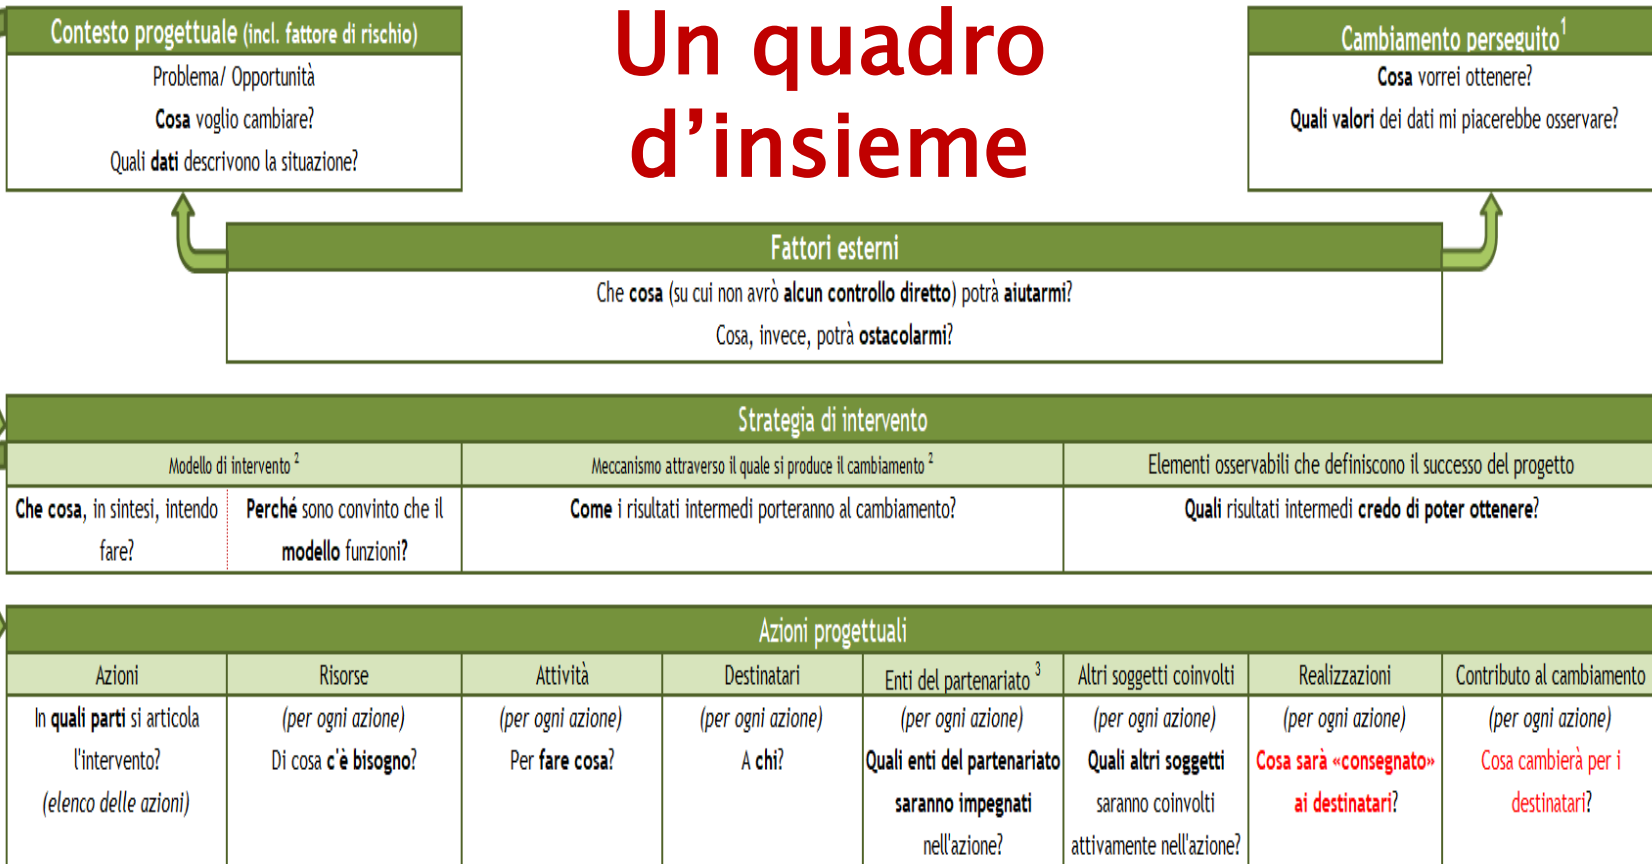 Contesto progettuale (incl. fattore di rischio)
Problema/ Opportunità
Cosa voglio cambiare?
Quali dati descrivono la situazione?
Un quadro
d’insieme
Cambiamento perseguito¹
Cosa vorrei ottenere?
Quali valori dei dati mi piacerebbe osservare?
Fattori esterni
Che cosa (su cui non avrò alcun controllo diretto) potrà aiutarmi?
Cosa, invece, potrà ostacolarmi?
Strategia di intervento
Modello di intervento ²
Meccanismo attraverso il quale si produce il cambiamento ²
Elementi osservabili che definiscono il successo del progetto
Che cosa, in sintesi, intendo
fare?
Perché sono convinto che il
modello funzioni?
Come i risultati intermedi porteranno al cambiamento?
Quali risultati intermedi credo di poter ottenere?
Azioni progettuali
Azioni
Risorse
Attività
Destinatari
Enti del partenariato ³
Altri soggetti coinvolti
Realizzazioni
Contributo al cambiamento
In quali parti si articola
l'intervento?
(elenco delle azioni)
(per ogni azione)
Di cosa c'è bisogno?
(per ogni azione)
Per fare cosa?
(per ogni azione)
A chi?
(per ogni azione)
Quali enti del partenariato
saranno impegnati
nell'azione?
(per ogni azione)
Quali altri soggetti
saranno coinvolti
attivamente nell'azione?
(per ogni azione)
Cosa sarà «consegnato»
ai destinatari?
(per ogni azione)
Cosa cambierà per i
destinatari?